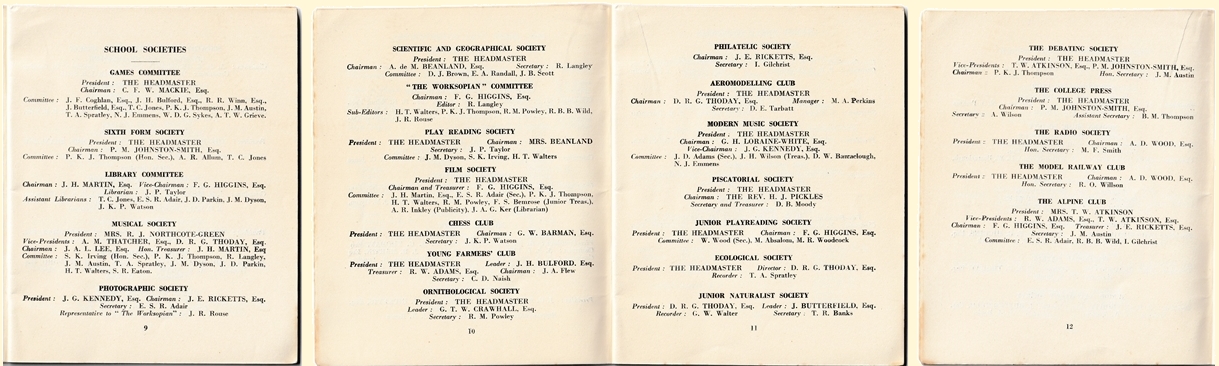 SCHOOL SOCIETIES
GAMES COMMITTEE
President : THE HEADMASTER
Chairman : C. F. W. MACKIE, Esq.
Committee : J. F. Coghlan, Esq., J. H. Bulford, Esq., R. R. Winn, Esq.,
J. Butterfield, Esq., T. C. Jones, P. K. J. Thompson, J. M. Austin,
T. A. Spratley, N. J. Emmens, W. D. G. Sykes, A. T. W. Grieve.
SIXTH FORM SOCIETY
President : THE HEADMASTER
Chairman : P. M. JOHNSTON-SMITH, Esq.
Committee : P. K. J. Thompson (Hon. Sec.), A. R. Allum, T. C. Jones
LIBRARY COMMITTEE
Chairman : J. H. MARTIN, Esq. Vice-Chairman : F. G. HIGGINS, Esq.
Librarian : J. P. Taylor
Assistant Librarians : T. C. Jones, E. S. R. Adair, J. D. Parkin, J. M. Dyson,
J. K. P. Watson
MUSICAL SOCIETY
President : MRS. R. J. NORTHCOTE-GREEN
Vice-Presidents : A. M. THATCHER, Esq., D. R. G. THODAY, Esq.
Chairman : J. A. L. LEE, Esq. Hon. Treasurer : J. H. MARTIN, Esq
Committee : S. K. Irving (Hon. Sec.), P. K. J. Thompson, R. Langley,
J. M. Austin, T. A. Spratley, J. M. Dyson, J. D. Parkin,
H. T. Walters, S. R. Eaton.
PHOTOGRAPHIC SOCIETY
President : J. G. KENNEDY, Esq. Chairman : J. E. RICKETTS, Esq.
Secretary : E. S. R. Adair
Representative to " The Worksopian " : J. R. Rouse
9
SCIENTIFIC AND GEOGRAPHICAL SOCIETY
President : THE HEADMASTER
Chairman : A. de M. BEANLAND, Esq. Secretary : R. Langley
Committee : D. J. Brown, E. A. Randall, J. B. Scott
" THE WORKSOPIAN " COMMITTEE
Chairman : F. G. HIGGINS, Esq.
Editor : R. Langley
Sub-Editors : H. T. Walters, P. K. J. Thompson, R. M. Powley, R. B. B. Wild,
J. R. Rouse
PLAY READING SOCIETY
President : THE HEADMASTER Chairman : MRS. BEANLAND
Secretary : J. P. Taylor
Committee : J. M. Dyson, S. K. Irving, H. T. Walters
FILM SOCIETY
President : THE HEADMASTER
Chairman and Treasurer : F. G. HIGGINS, Esq.
Committee : J. H. Martin, Esq., E. S. R. Adair (Sec.), P. K. J. Thompson,
H. T. Walters, R. M. Powley, F. S. Bemrose (Junior Treas.),
A. R. Inkley (Publicity), J. A. G. Ker (Librarian)
CHESS CLUB
President : THE HEADMASTER Chairman : G. W. BARMAN, Esq.
Secretary : J. K. P. Watson
YOUNG FARMERS' CLUB
President : THE HEADMASTER Leader : J. H. BULFORD, Esq.
Treasurer : R. W. ADAMS, Esq. Chairman : J. A. Flew
Secretary : C. D. Naish
ORNITHOLOGICAL SOCIETY
President : THE HEADMASTER
Leader : G. T. W. CRAWHALL, Esq.
Secretary : R. M. Powley
10
PHILATELIC SOCIETY
Chairman : J. E. RICKETTS, Esq.
Secretary : I. Gilchrist
AEROMODELLING CLUB
President : THE HEADMASTER
Chairman : D. R. G. THODAY, Esq. Manager : M. A. Perkins
Secretary : D. E. Tarbatt
MODERN MUSIC SOCIETY
President : THE HEADMASTER
Chairman : G. H. LORAINE-WHITE, Esq.
Vice-Chairman : J. G. KENNEDY, Esq.
Committee : J. D. Adams (Sec.), J. H. Wilson (Treas.), D. W. Barraclough,
N. J. Emmens
PISCATORIAL SOCIETY
President : THE HEADMASTER
Chairman : THE REV. H. J. PICKLES
Secretary and Treasurer : D. B. Moody
JUNIOR PLAYREADING SOCIETY
President : THE HEADMASTER Chairman : F. G. HIGGINS, Esq.
Committee : W. Wood (Sec.), M. Absalom, M. R. Woodcock
ECOLOGICAL SOCIETY
President : THE HEADMASTER Director : D. R. G. THODAY, Esq.
Recorder : T. A. Spratley
JUNIOR NATURALIST SOCIETY
President : D. R. G. THODAY, Esq. Leader : J. BUTTERFIELD, Esq.
Recorder : G. W. Walter Secretary : T. R. Banks
11
THE DEBATING SOCIETY
President : THE HEADMASTER
Vice-Presidents : T. W. ATKINSON, Esq., P. M. JOHNSTON-SMITH, Esq.
Chairman : P. K. J. Thompson Hon. Secretary : J. M. Austin
THE COLLEGE PRESS
President : THE HEADMASTER
Chairman : P. M. JOHNSTON-SMITH, Esq.
Secretary : A. Wilson Assistant Secretary : B. M. Thompson
THE RADIO SOCIETY
President : THE HEADMASTER Chairman : A. D. WOOD, Esq.
Hon. Secretary : M. F. Smith
THE MODEL RAILWAY CLUB
President : THE HEADMASTER Chairman : A. D. WOOD, Esq.
Hon. Secretary : R. O. Willson
THE ALPINE CLUB
President : MRS. T. W. ATKINSON
Vice-Presidents : R. W. ADAMS, Esq., T. W. ATKINSON, Esq.
Chairman : F. G. HIGGINS, Esq. Treasurer : J. E. RICKETTS, Esq.
Secretary : J. M. Austin
Committee : E. S. R. Adair, R. B. B. Wild, I. Gilchrist
12